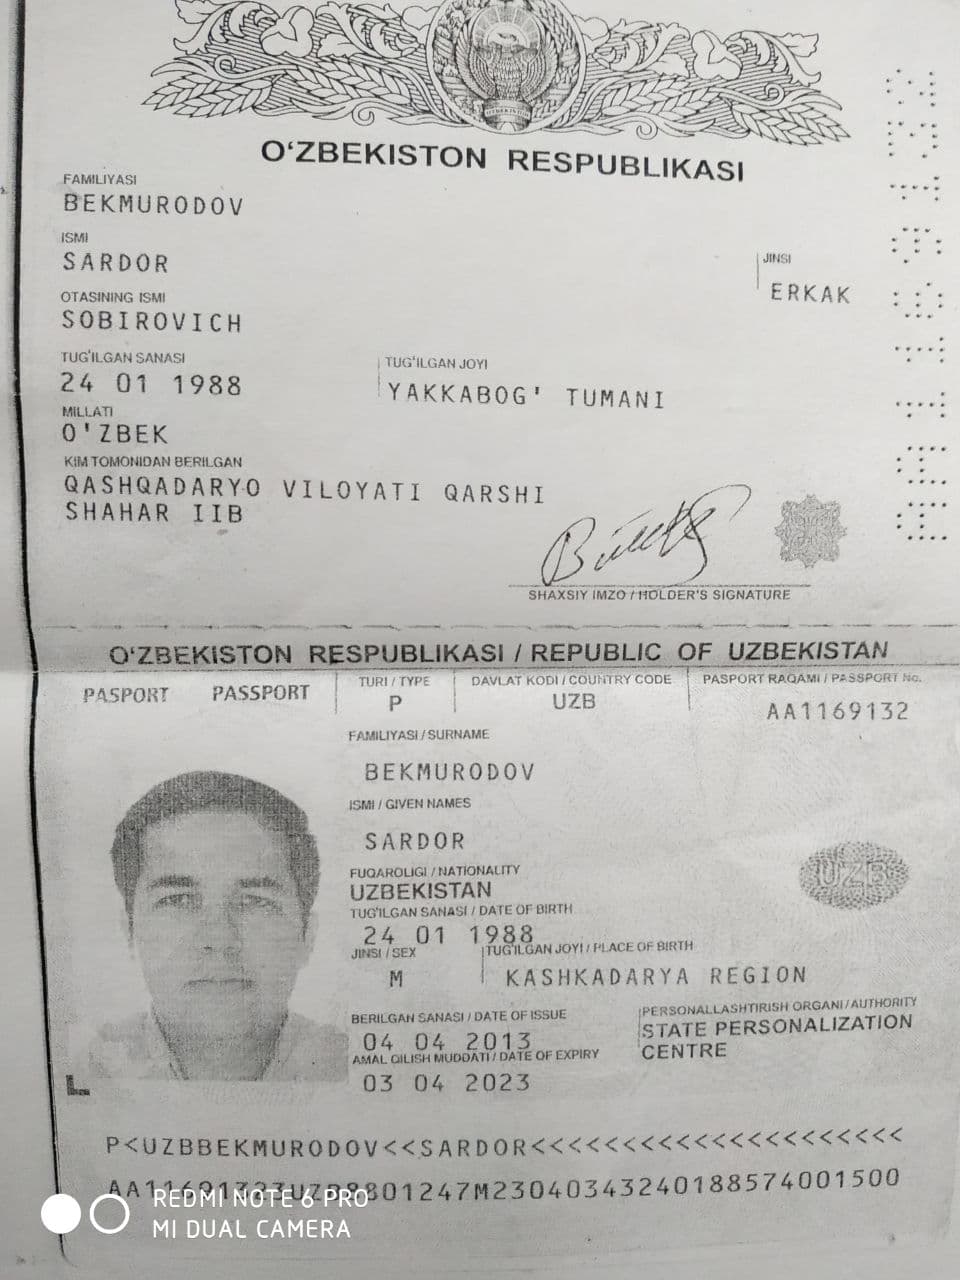 O'ZBEKISTON RESPUBLIKASI
FAMILIYASI
BEKMURODOV
ISMI
SARDOR
JINSI
ERKAK
OTASINING ISMI
SOBIROVICH
TUG'ILGAN SANASI
24 01 1988
TUG'ILGAN JOYI
YAKKABOG' TUMANI
MILLATI
O'ZBEK
KIM TOMONIDAN BERILGAN
QASHQADARYO VILOYATI QARSHI
SHAHAR IIB
SHAXSIY IMZO / HOLDER'S SIGNATURE
O'ZBEKISTON RESPUBLIKASI / REPUBLIC OF UZBEKISTAN
PASPORT PASSPORT
TURI / TYPE
P
DAVLAT KODI / COUNTRY CODE
UZB
PASPORT RAQAMI / PASSPORT No.
AA1169132
FAMILIYASI / SURNAME
BEKMURODOV
ISMI / GIVEN NAMES
SARDOR
FUQAROLIGI / NATIONALITY
UZBEKISTAN
TUG'ILGAN SANASI / DATE OF BIRTH
24 01 1988
JINSI / SEX
M
TUG'ILGAN JOYI / PLACE OF BIRTH
KASHKADARYA REGION
BERILGAN SANASI / DATE OF ISSUE
04 04 2013
AMAL QILISH MUDDATI / DATE OF EXPIRY
03 04 2023
PERSONALLASHTIRISH ORGANI / AUTHORITY
STATE PERSONALIZATION
CENTRE
UZB
P<UZBBEKMURODOV<<SARDOR<<<<<<<<<<<<<<<<<<<<<
AA11691323UZB8801247M23040343240188574001500
REDMI NOTE 6 PRO
MI DUAL CAMERA